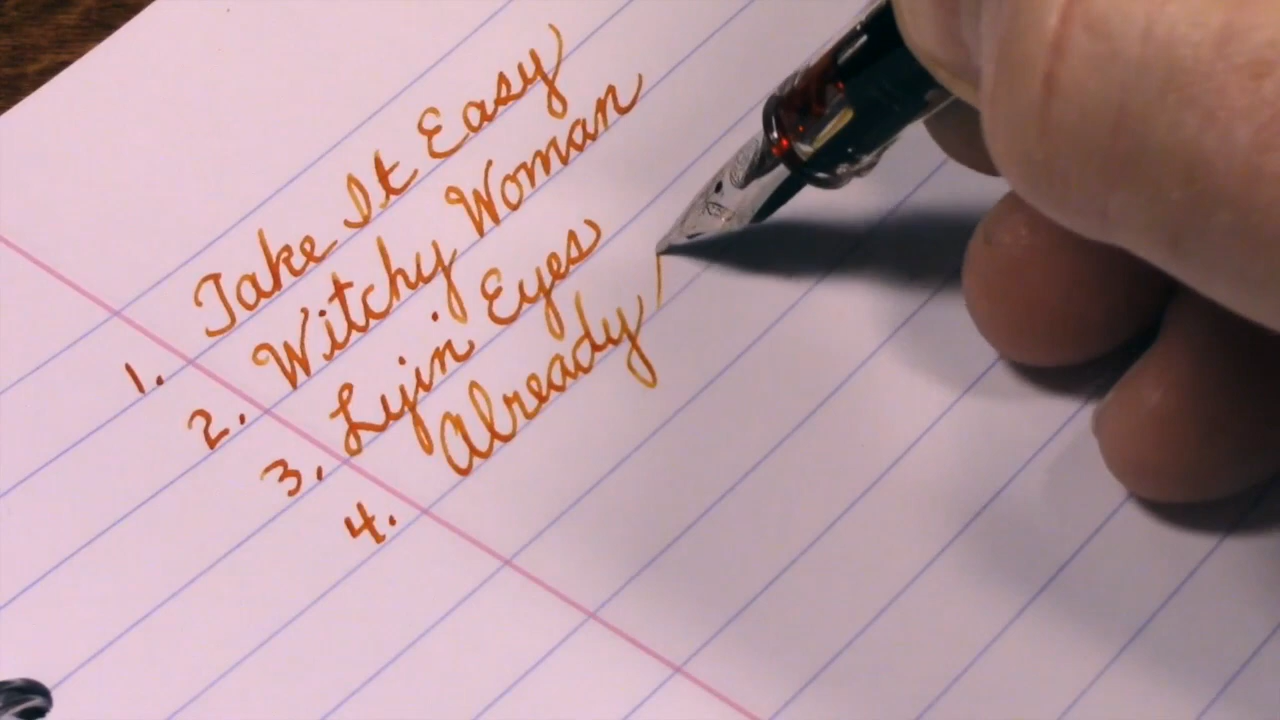 1. Take It Easy
2. Witchy Woman
3. Lyin Eyes
4. Already